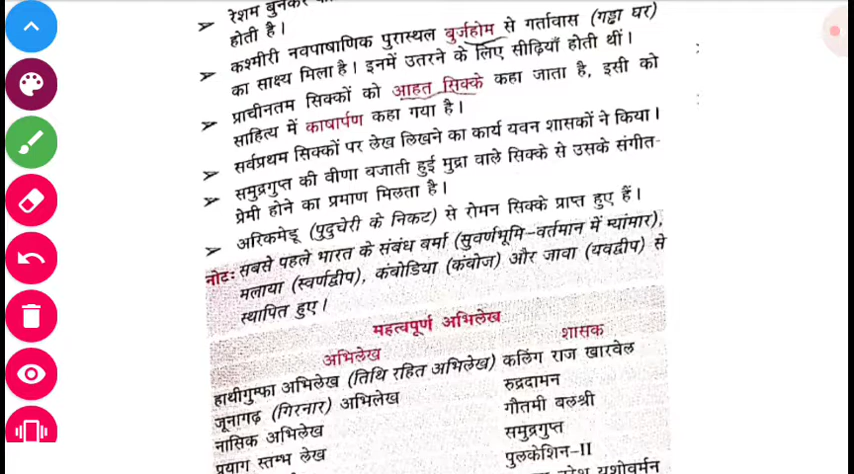 ➤ रेशम बुनकर
होती है।
➤ कश्मीरी नवपाषाणिक पुरास्थल बुर्जहोम से गर्तावास (गड्ढा घर)
का साक्ष्य मिला है। इनमें उतरने के लिए सीढ़ियाँ होती थीं।
➤ प्राचीनतम सिक्कों को आहत सिक्के कहा जाता है, इसी को
साहित्य में काषार्पण कहा गया है।
➤ सर्वप्रथम सिक्कों पर लेख लिखने का कार्य यवन शासकों ने किया।
➤ समुद्रगुप्त की वीणा बजाती हुई मुद्रा वाले सिक्के से उसके संगीत-
प्रेमी होने का प्रमाण मिलता है।
➤ अरिकमेडू (पुदुचेरी के निकट) से रोमन सिक्के प्राप्त हुए हैं।
नोट: सबसे पहले भारत के संबंध बर्मा (सुवर्णभूमि-वर्तमान में म्यांमार),
मलाया (स्वर्णद्वीप), कंबोडिया (कंबोज) और जावा (यवद्वीप) से
स्थापित हुए।
महत्वपूर्ण अभिलेख
अभिलेख शासक
हाथीगुम्फा अभिलेख (तिथि रहित अभिलेख) कलिंग राज खारवेल
जूनागढ़ (गिरनार) अभिलेख रुद्रदामन
नासिक अभिलेख गौतमी बलश्री
प्रयाग स्तम्भ लेख समुद्रगुप्त
पुलकेशिन-II
यशोवर्मन